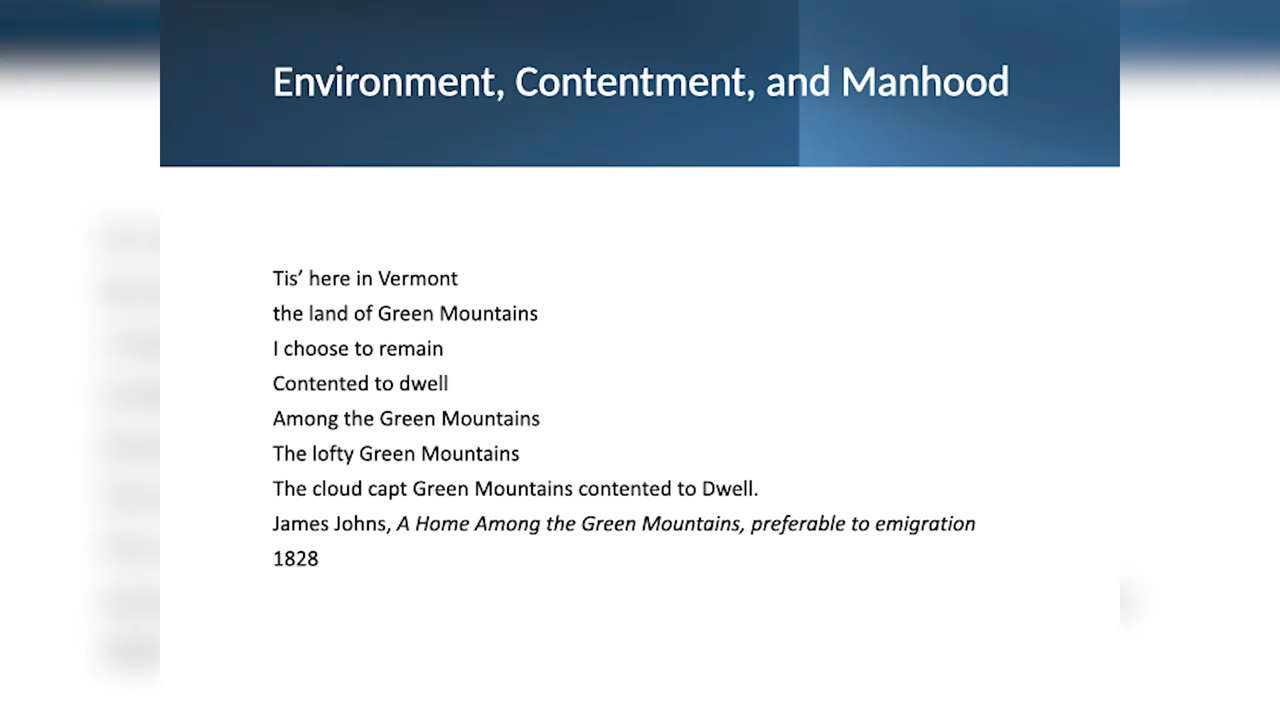 Environment, Contentment, and Manhood
Tis’ here in Vermont
the land of Green Mountains
I choose to remain
Contented to dwell
Among the Green Mountains
The lofty Green Mountains
The cloud capt Green Mountains contented to Dwell.
James Johns, A Home Among the Green Mountains, preferable to emigration
1828